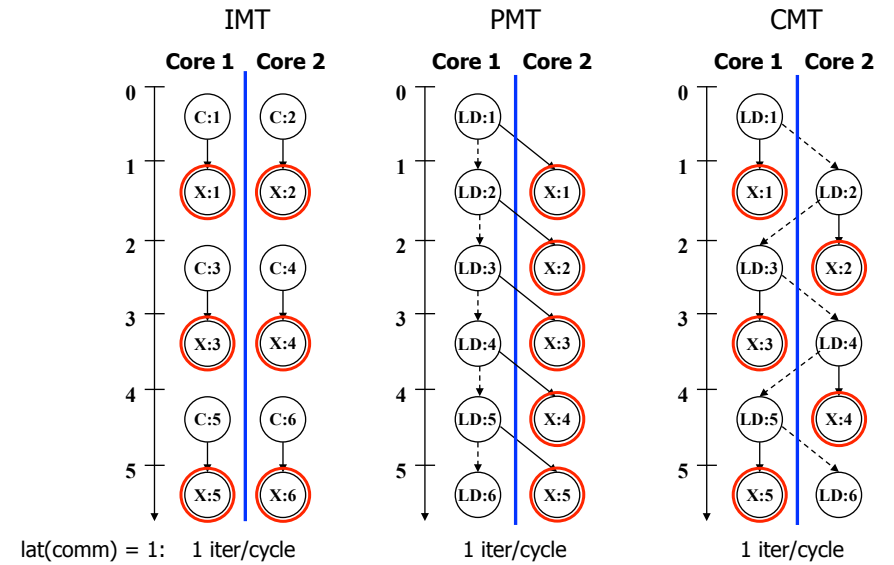 IMT PMT CMT
Core 1 Core 2 Core 1 Core 2 Core 1 Core 2
0 0 0
C:1 C:2 LD:1 LD:1
1 1 1
X:1 X:2 LD:2 X:1 X:1 LD:2
2 2 2
C:3 C:4 LD:3 X:2 LD:3 X:2
3 3 3
X:3 X:4 LD:4 X:3 X:3 LD:4
4 4 4
C:5 C:6 LD:5 X:4 LD:5 X:4
5 5 5
X:5 X:6 LD:6 X:5 X:5 LD:6
lat(comm) = 1: 1 iter/cycle 1 iter/cycle 1 iter/cycle